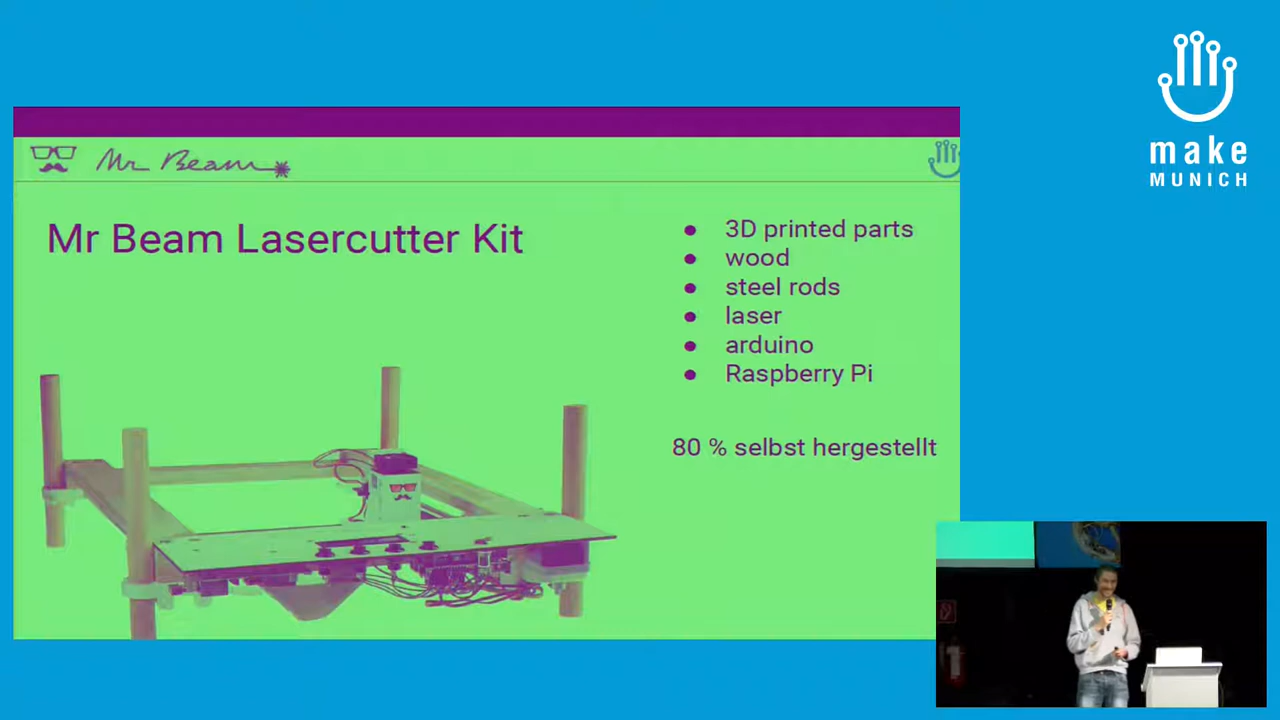 make
MUNICH
Mr Beam
Mr Beam Lasercutter Kit
● 3D printed parts
● wood
● steel rods
● laser
● arduino
● Raspberry Pi
80 % selbst hergestellt